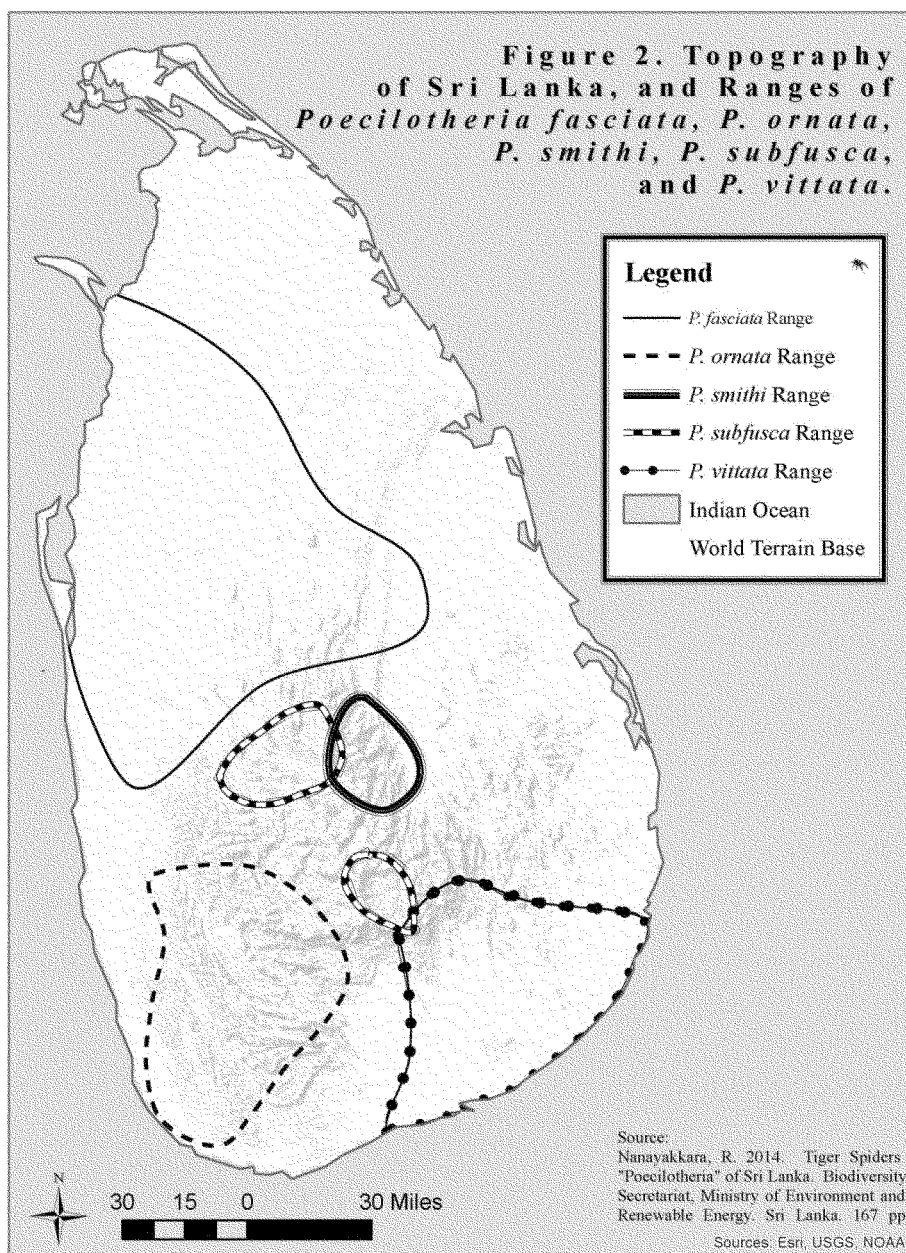 Figure 2. Topography
of Sri Lanka, and Ranges of
Poecilotheria fasciata, P. ornata,
P. smithi, P. subfusca,
and P. vittata.
Legend
P. fasciata Range
P. ornata Range
P. smithi Range
P. subfusca Range
P. vittata Range
Indian Ocean
World Terrain Base
Source:
Nanayakkara, R. 2014. Tiger Spiders
"Poecilotheria" of Sri Lanka. Biodiversity
Secretariat, Ministry of Environment and
Renewable Energy. Sri Lanka. 167 pp
Sources: Esri, USGS, NOAA
N
30 15 0 30 Miles